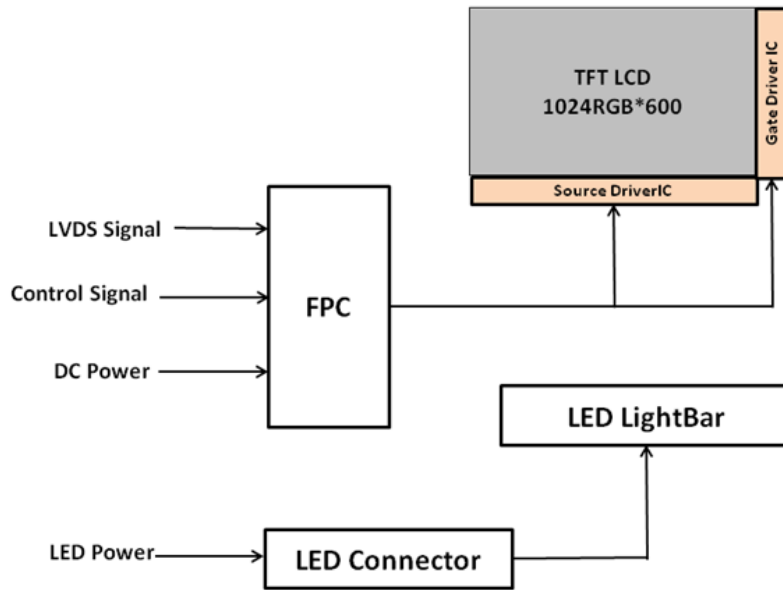 TFT LCD
1024RGB*600
Gate Driver IC
Source DriverIC
LVDS Signal
Control Signal
FPC
DC Power
LED LightBar
LED Power
LED Connector